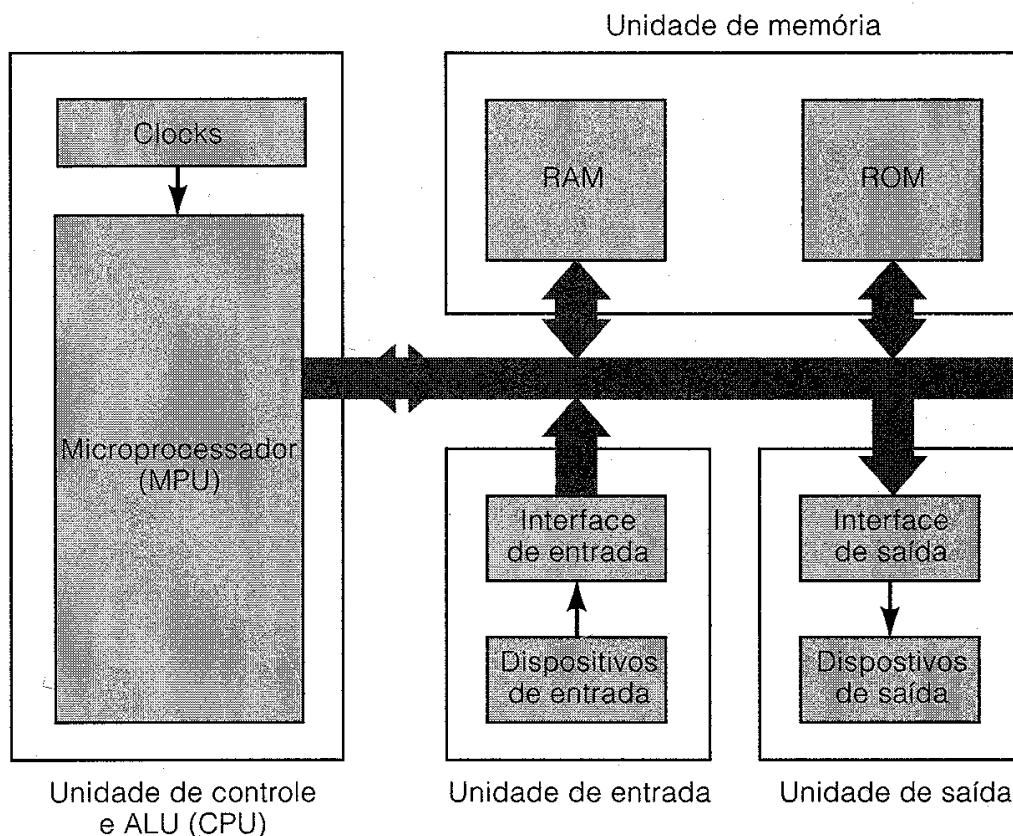 Unidade de memória
Clocks
RAM
ROM
Microprocessador
(MPU)
Interface
de entrada
Interface
de saída
Dispositivos
de entrada
Dispostivos
de saída
Unidade de controle
e ALU (CPU)
Unidade de entrada
Unidade de saída